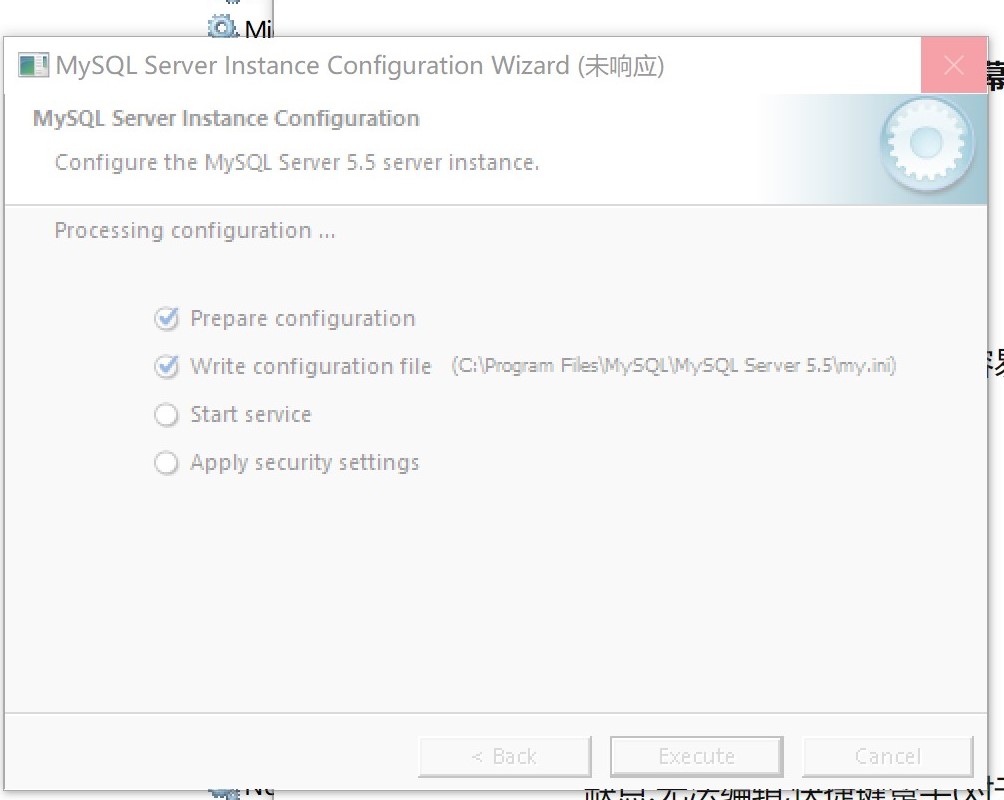 Mi
MySQL Server Instance Configuration Wizard (未响应)
幕
MySQL Server Instance Configuration
Configure the MySQL Server 5.5 server instance.
Processing configuration ...
Prepare configuration
Write configuration file (C:\Program Files\MySQL\MySQL Server 5.5\my.ini)
Start service
Apply security settings
< Back
Execute
Cancel